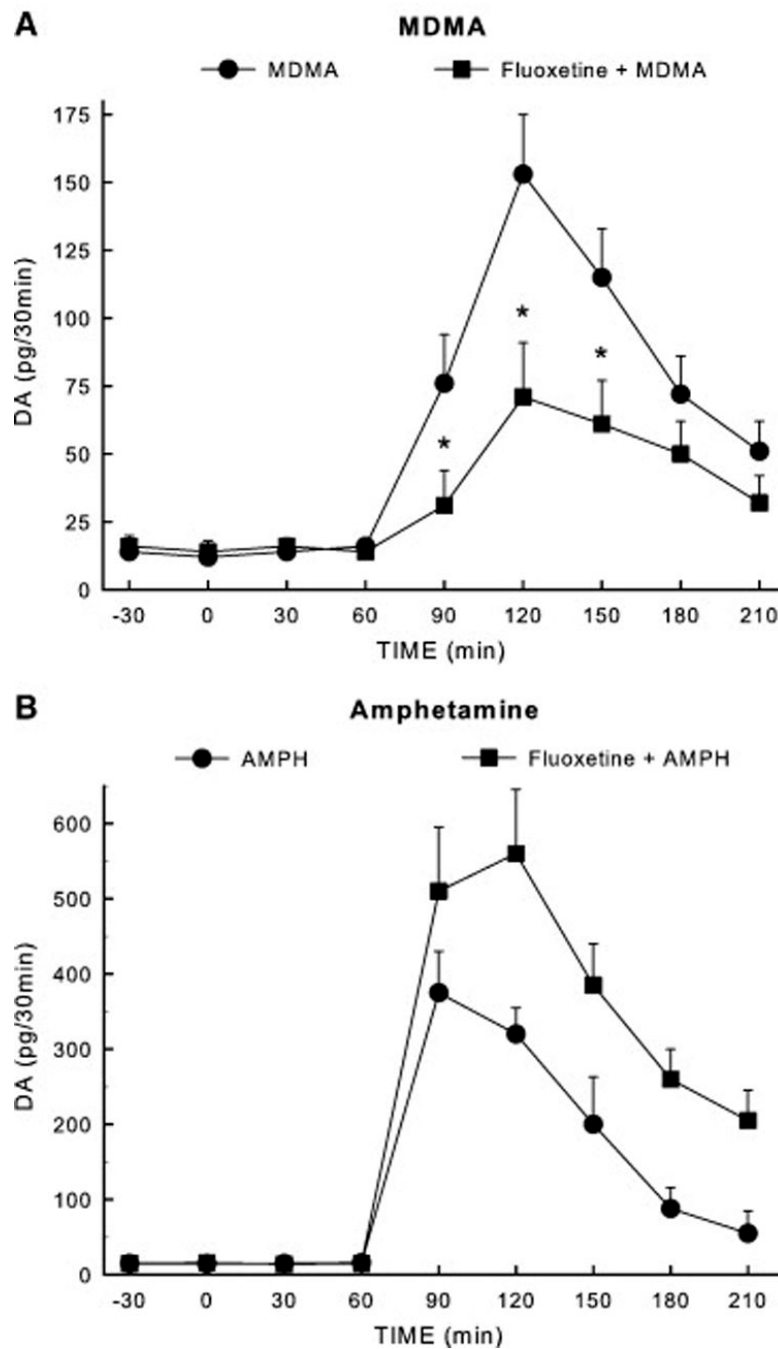 A
MDMA
MDMA
Fluoxetine + MDMA
175
150
125
100
75
50
25
0
DA (pg/30min)
*
*
*
-30 0 30 60 90 120 150 180 210
TIME (min)
B
Amphetamine
AMPH
Fluoxetine + AMPH
600
500
400
300
200
100
0
DA (pg/30min)
-30 0 30 60 90 120 150 180 210
TIME (min)